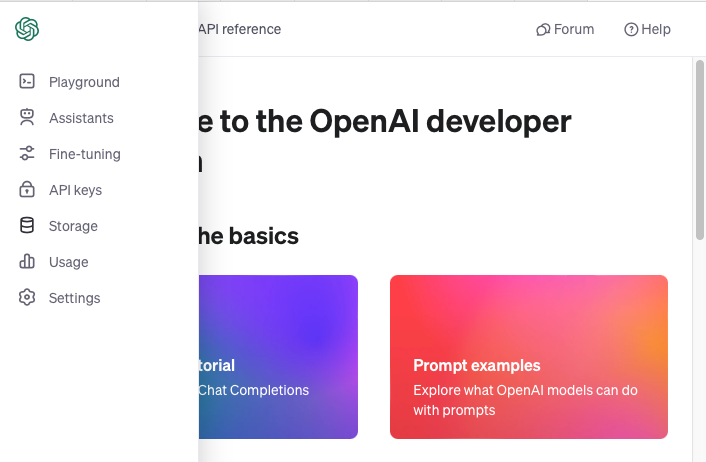 API reference
Forum
Help
Playground
Assistants
Fine-tuning
API keys
Storage
Usage
Settings
e to the OpenAI developer
he basics
torial
Chat Completions
Prompt examples
Explore what OpenAI models can do
with prompts